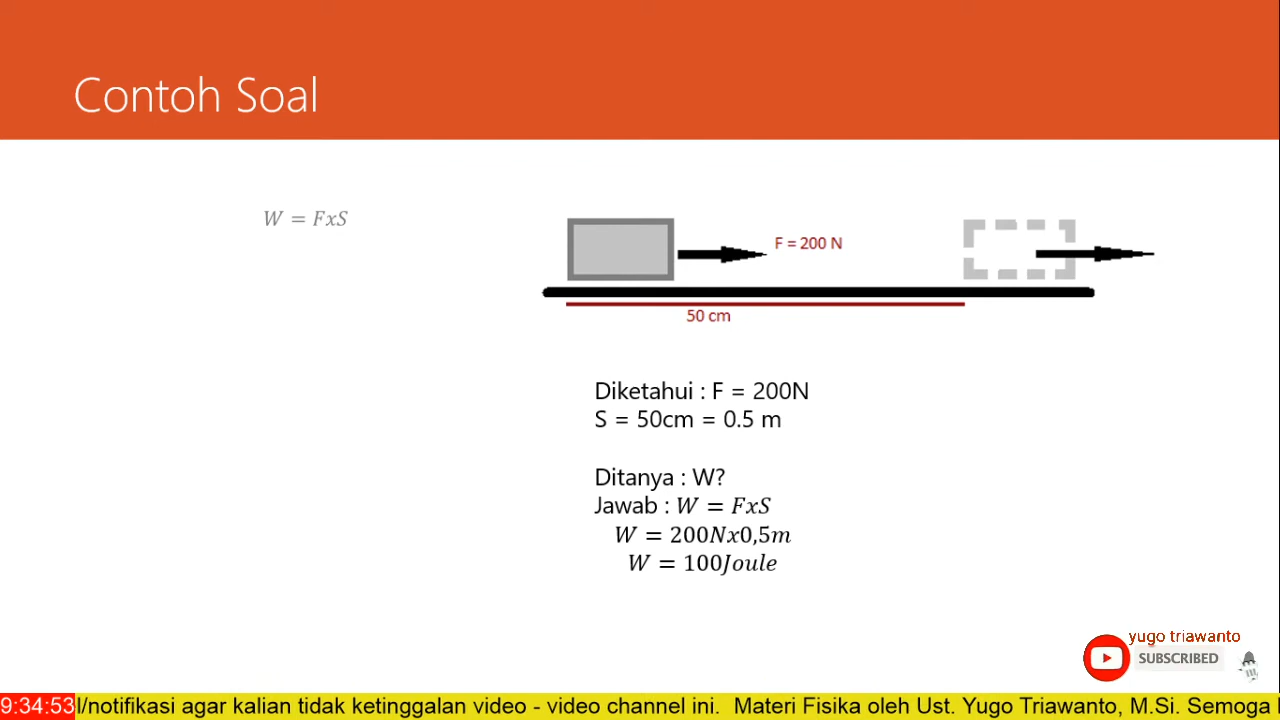 Contoh Soal
W = FxS
F = 200 N
50 cm
Diketahui : F = 200N
S = 50cm = 0.5 m
Ditanya : W?
Jawab : W = FxS
W = 200Nx0,5m
W = 100Joule
yugo triawanto
SUBSCRIBED
9:34:53 l/notifikasi agar kalian tidak ketinggalan video - video channel ini. Materi Fisika oleh Ust. Yugo Triawanto, M.Si. Semoga